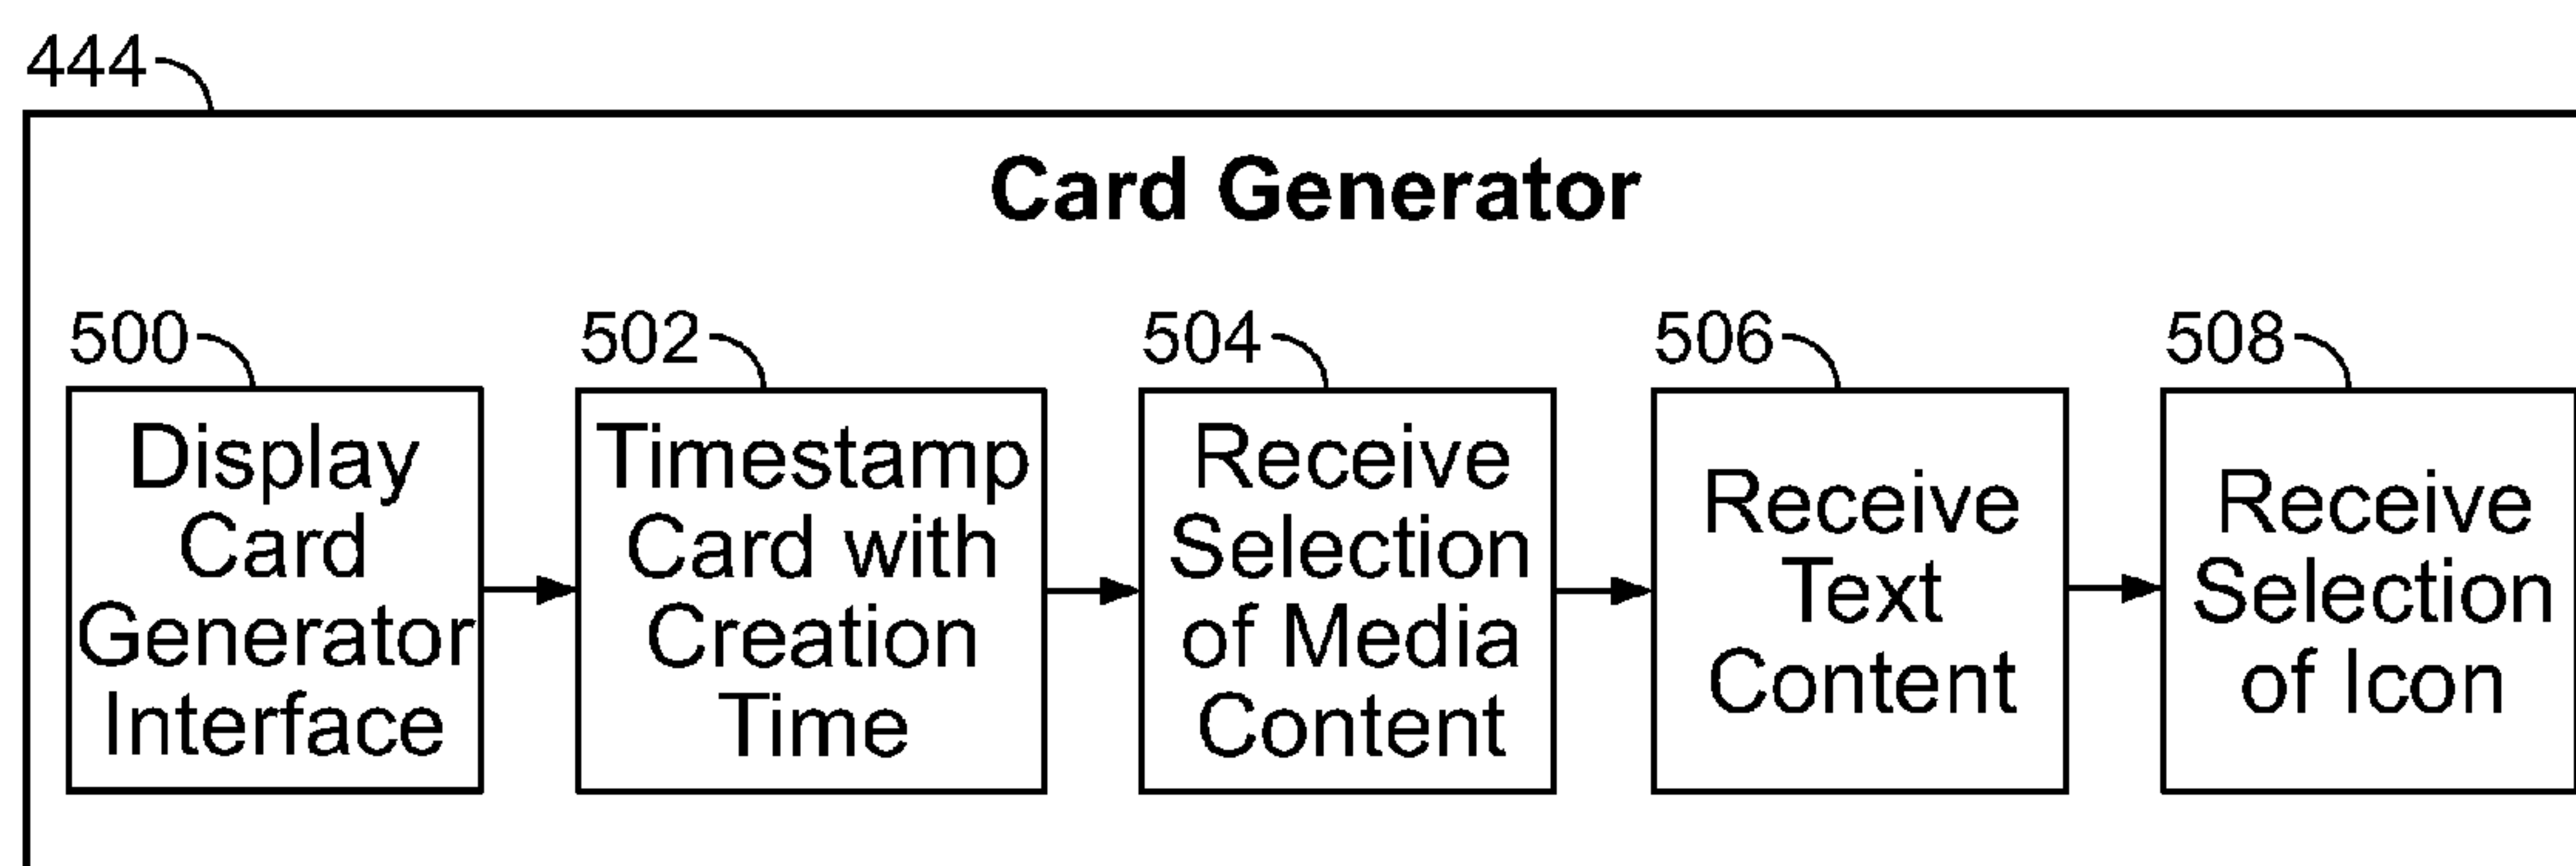 444
Card Generator
500
502
504
506
508
Display
Card
Generator
Interface
Timestamp
Card with
Creation
Time
Receive
Selection
of Media
Content
Receive
Text
Content
Receive
Selection
of Icon